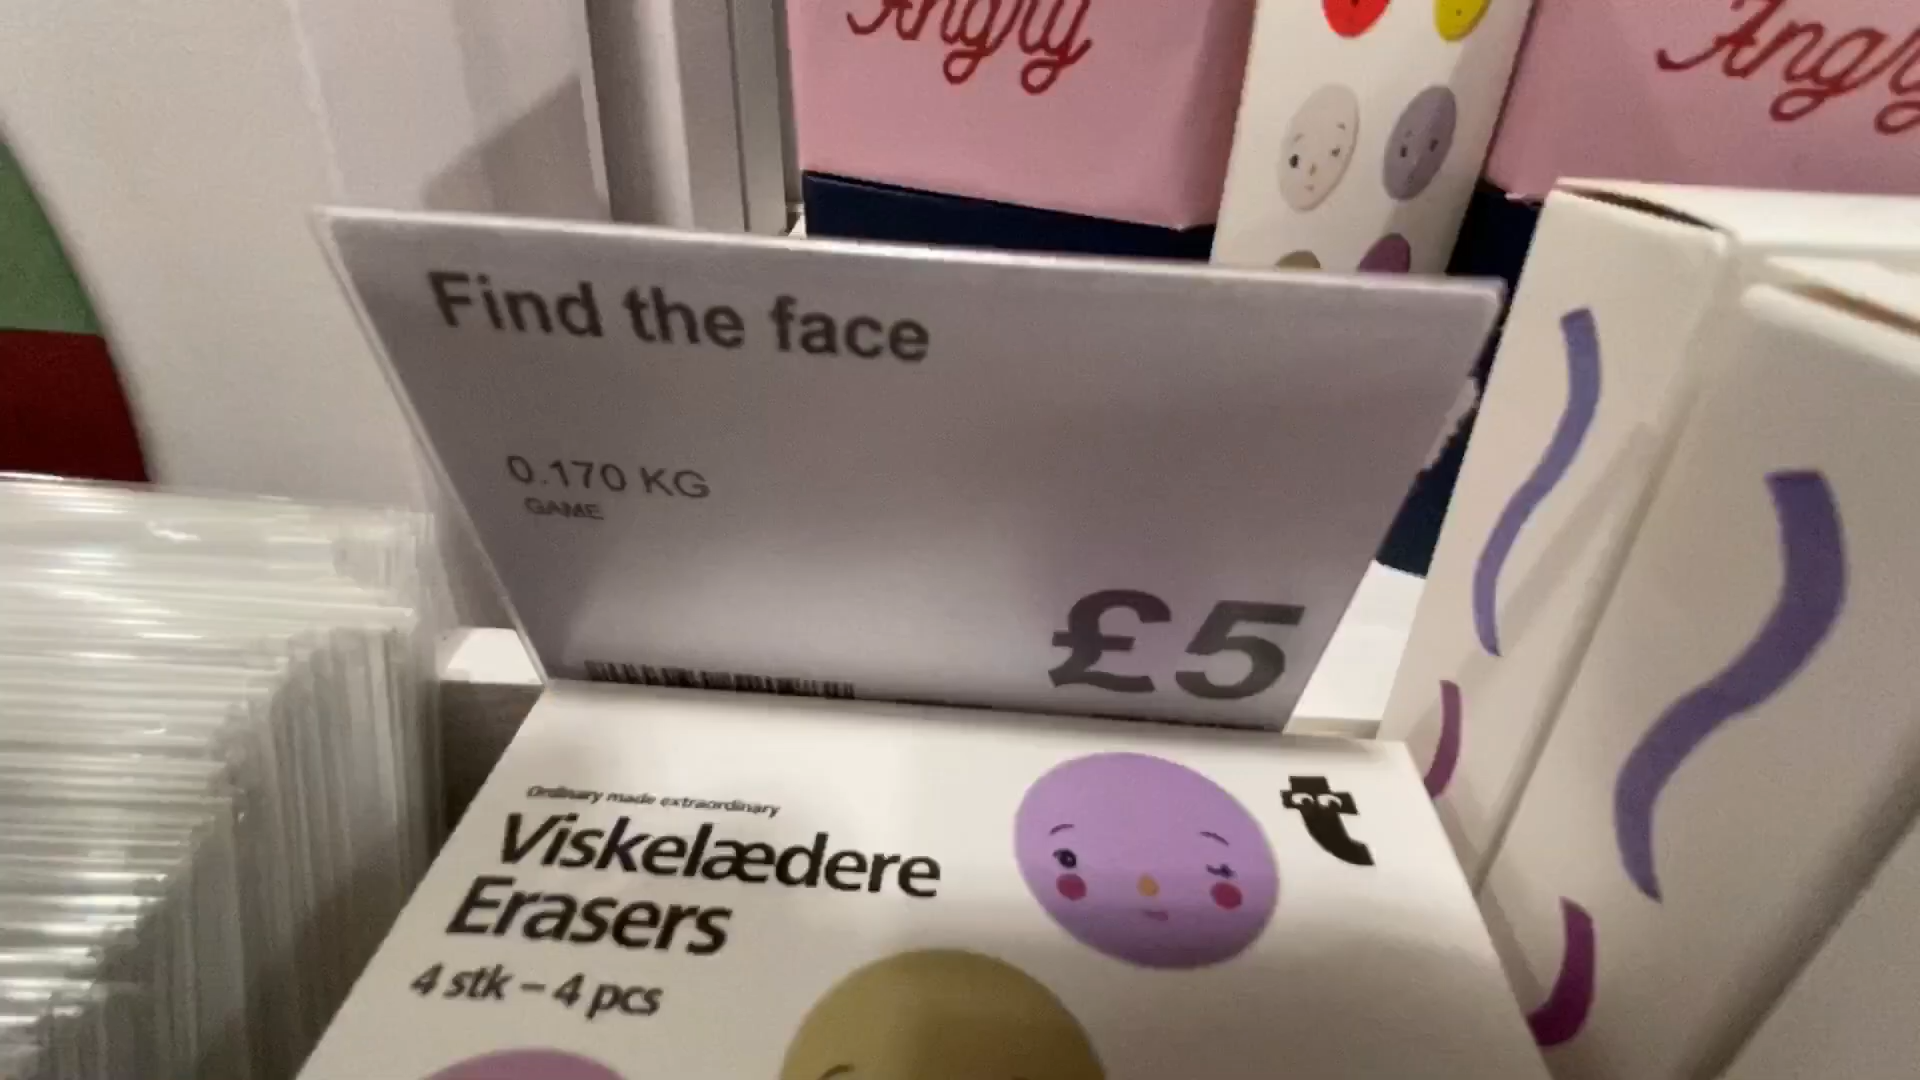 Angry
Angry
Find the face
0.170 KG
GAME
£5
Ordinary made extraordinary
Viskelædere
Erasers
4 stk – 4 pcs